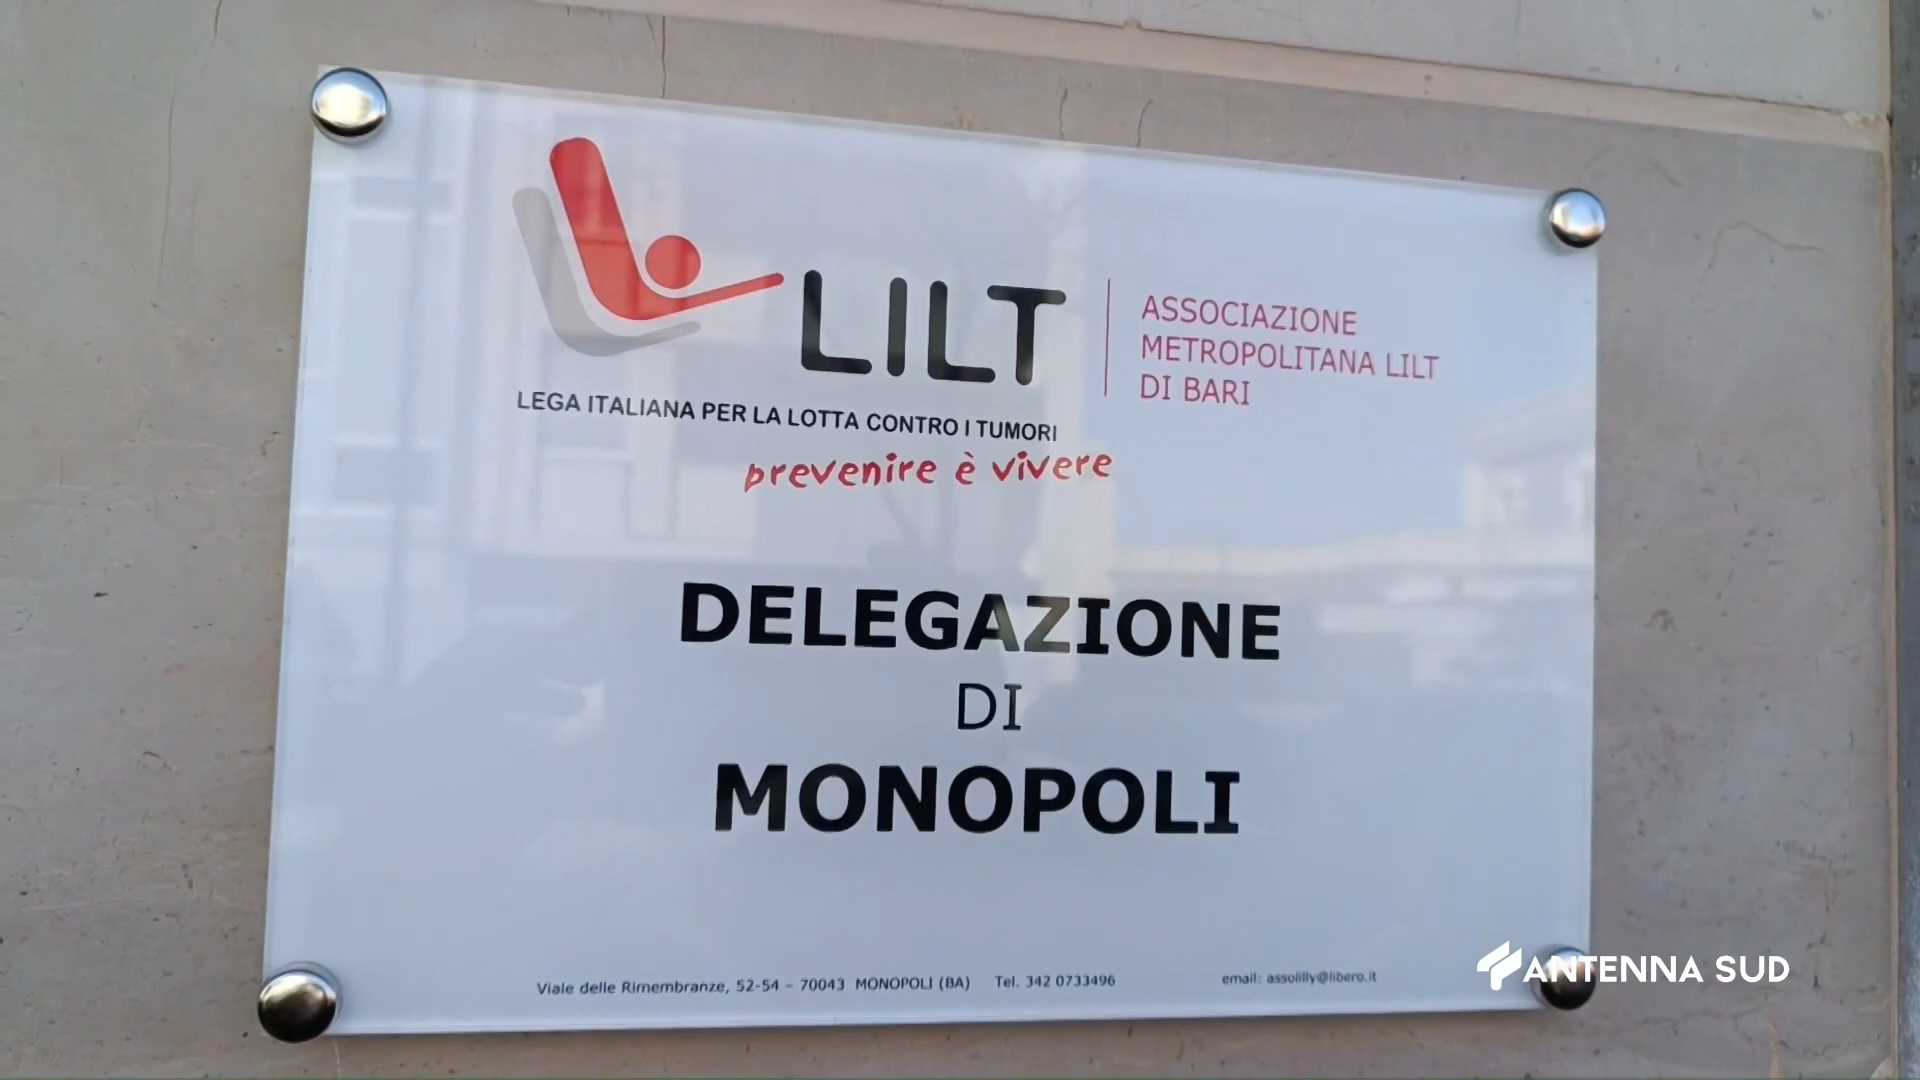 LILT
ASSOCIAZIONE
METROPOLITANA LILT
DI BARI
LEGA ITALIANA PER LA LOTTA CONTRO I TUMORI
prevenire è vivere
DELEGAZIONE
DI
MONOPOLI
Viale delle Rimembranze, 52-54 – 70043 MONOPOLI (BA) Tel. 342 0733496 email: assolilly@libero.it
ANTENNA SUD